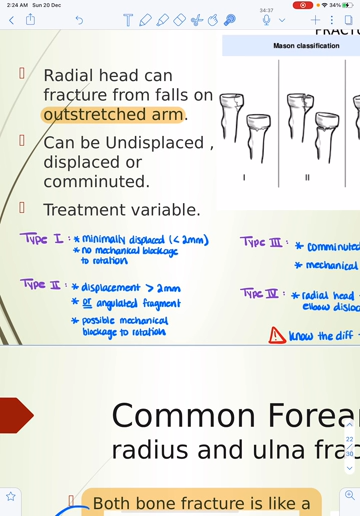 2:24 AM Sun 20 Dec
34%
34:37
Mason classification
Radial head can
fracture from falls on
outstretched arm.
Can be Undisplaced ,
displaced or
comminuted.
Treatment variable.
I
II
Type I : * minimally displaced (< 2mm)
* no mechanical blockage
to rotation
Type II : * displacement > 2mm
* or angulated fragment
* possible mechanical
blockage to rotation
Type III : * comminuted
* mechanical
Type IV : * radial head
elbow disloc
know the diff
Common Forea
radius and ulna frac
22
30
Both bone fracture is like a